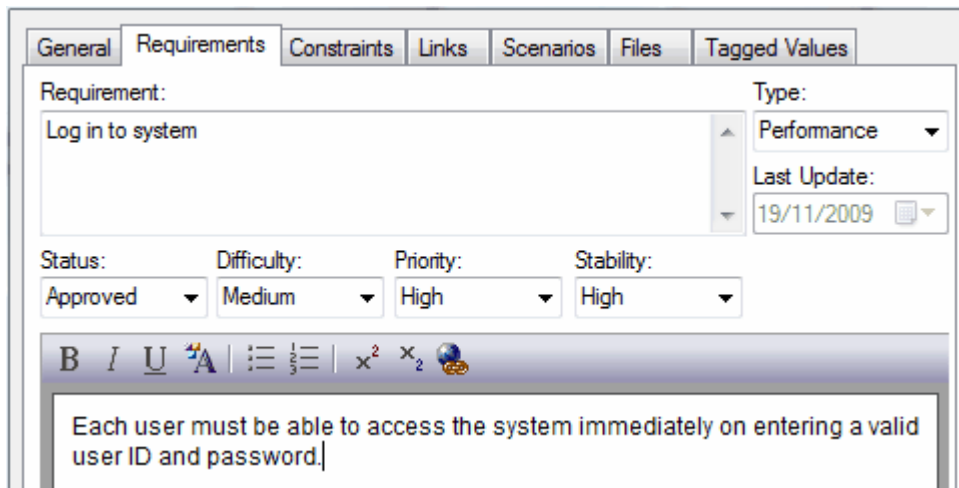 General Requirements Constraints Links Scenarios Files Tagged Values
Requirement: Type:
Log in to system Performance
Last Update:
19/11/2009
Status: Difficulty: Priority: Stability:
Approved Medium High High
B I U A x² x₂
Each user must be able to access the system immediately on entering a valid
user ID and password.